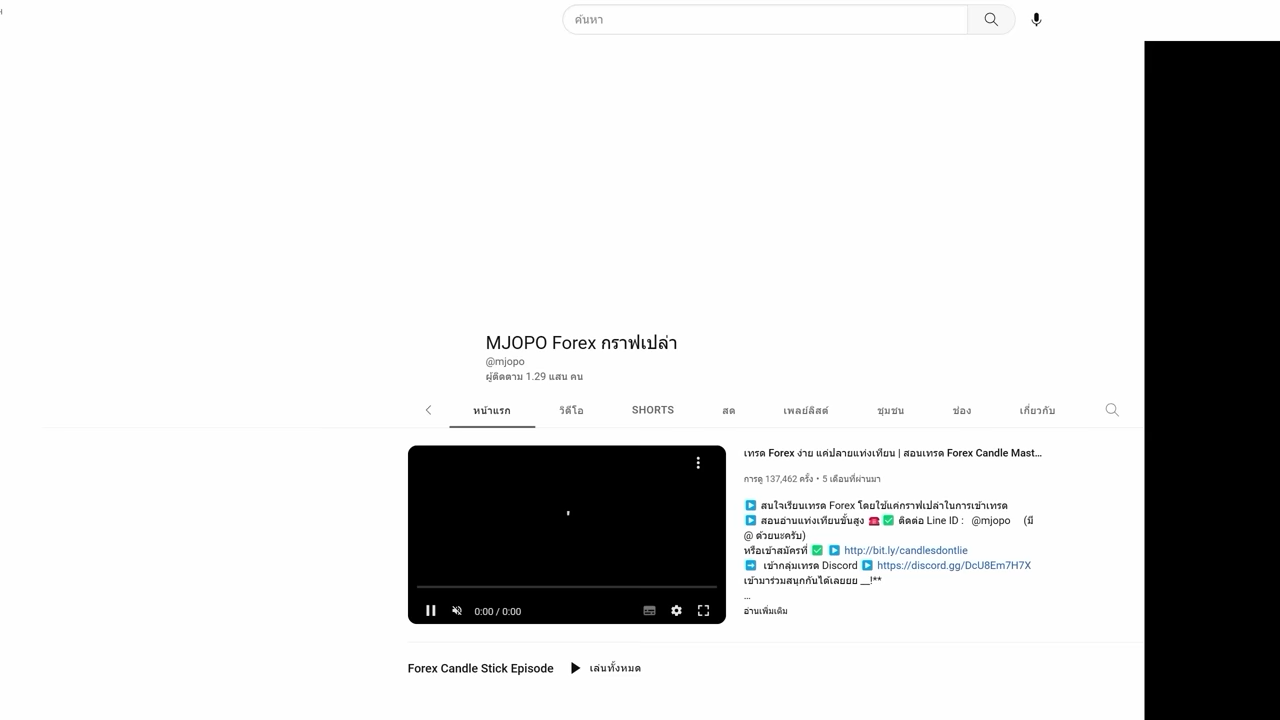 ค้นหา
MJOPO Forex กราฟเปล่า
@mjopo
ผู้ติดตาม 1.29 แสน คน
หน้าแรก วิดีโอ SHORTS สด เพลย์ลิสต์ ชุมชน ช่อง เกี่ยวกับ
เทรด Forex ง่าย แค่ปลายแท่งเทียน | สอนเทรด Forex Candle Mast...
การดู 137,462 ครั้ง • 5 เดือนที่ผ่านมา
▶️ สนใจเรียนเทรด Forex โดยใช้แค่กราฟเปล่าในการเข้าเทรด
▶️ สอนอ่านแท่งเทียนขั้นสูง ☎️✅ ติดต่อ Line ID : @mjopo (มี
@ ด้วยนะครับ)
หรือเข้าสมัครที่ ✅ ▶️ http://bit.ly/candlesdontlie
➡️ เข้ากลุ่มเทรด Discord ▶️ https://discord.gg/DcU8Em7H7X
เข้ามาร่วมสนุกกันได้เลยยย __!**
...
อ่านเพิ่มเติม
0:00 / 0:00
Forex Candle Stick Episode เล่นทั้งหมด